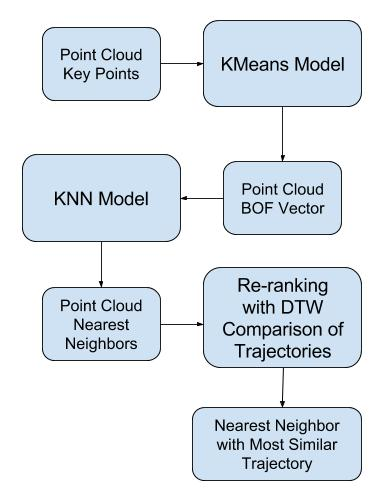 Point Cloud
Key Points
KMeans Model
Point Cloud
BOF Vector
KNN Model
Point Cloud
Nearest
Neighbors
Re-ranking
with DTW
Comparison of
Trajectories
Nearest Neighbor
with Most Similar
Trajectory